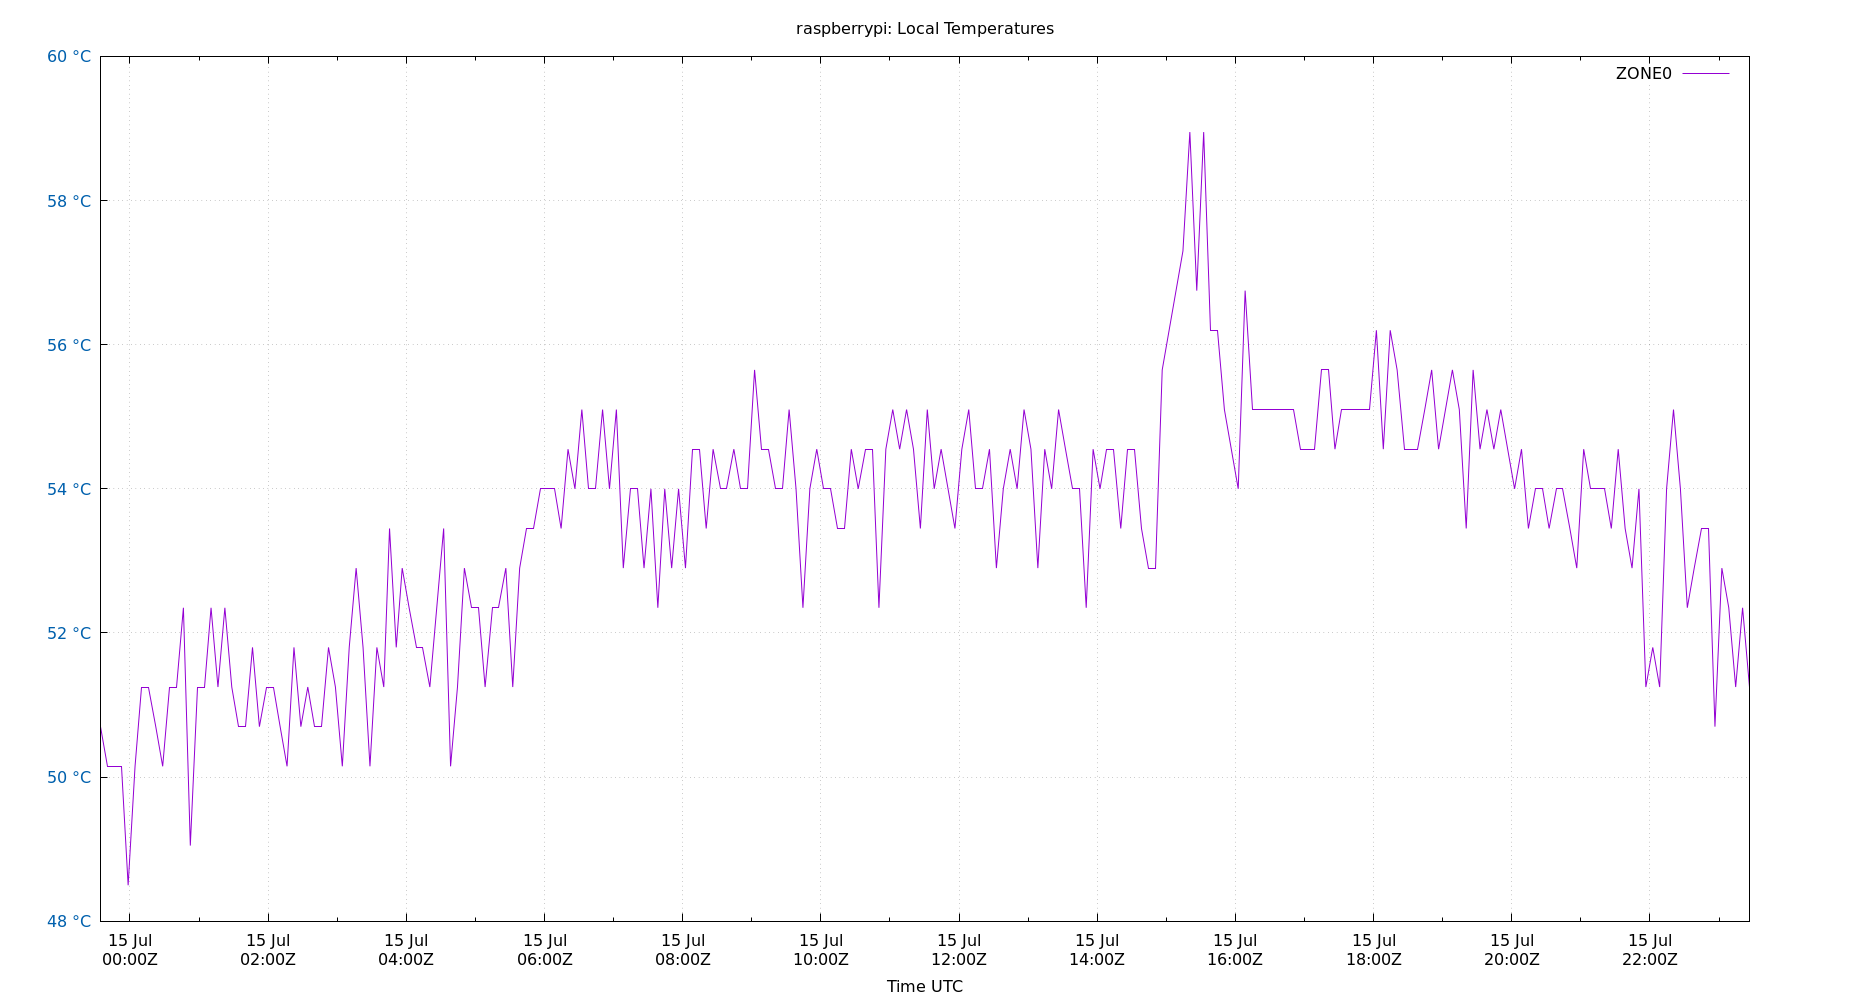 raspberrypi: Local Temperatures
60 °C
ZONE0
58 °C
56 °C
54 °C
52 °C
50 °C
48 °C
15 Jul 15 Jul 15 Jul 15 Jul 15 Jul 15 Jul 15 Jul 15 Jul 15 Jul 15 Jul 15 Jul 15 Jul
00:00Z 02:00Z 04:00Z 06:00Z 08:00Z 10:00Z 12:00Z 14:00Z 16:00Z 18:00Z 20:00Z 22:00Z
Time UTC